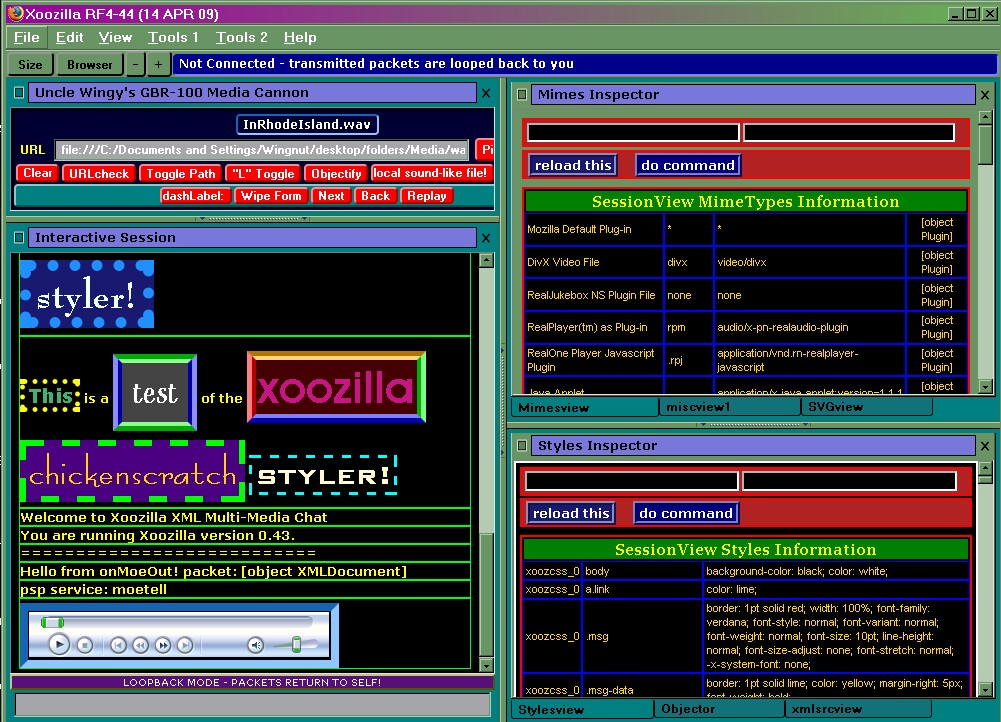 Xoozilla RF4-44 (14 APR 09)
File Edit View Tools 1 Tools 2 Help
Size Browser - + Not Connected - transmitted packets are looped back to you
Uncle Wingy's GBR-100 Media Cannon
InRhodeIsland.wav
URL file:///C:/Documents and Settings/Wingnut/desktop/folders/Media/wa
Clear URLcheck Toggle Path "L" Toggle Objectify local sound-like file!
dashLabel: Wipe Form Next Back Replay
Interactive Session
styler!
This is a test of the xoozilla
chickenscratch STYLER!
Welcome to Xoozilla XML Multi-Media Chat
You are running Xoozilla version 0.43.
===========================
Hello from onMoeOut! packet: [object XMLDocument]
psp service: moetell
LOOPBACK MODE - PACKETS RETURN TO SELF!
Mimes Inspector
reload this do command
SessionView MimeTypes Information
Mozilla Default Plug-in * * [object Plugin]
DivX Video File divx video/divx [object Plugin]
RealJukebox NS Plugin File none none [object Plugin]
RealPlayer(tm) as Plug-in rpm audio/x-pn-realaudio-plugin [object Plugin]
RealOne Player Javascript Plugin .rpj application/vnd.rn-realplayer-javascript [object Plugin]
Java Applet application/x-java-applet;version=1.1.1 [object
Mimesview miscview1 SVGview
Styles Inspector
reload this do command
SessionView Styles Information
xoozcss_0 body background-color: black; color: white;
xoozcss_0 a.link color: lime;
xoozcss_0 .msg border: 1pt solid red; width: 100%; font-family:
verdana; font-style: normal; font-variant: normal;
font-weight: normal; font-size: 10pt; line-height:
normal; font-size-adjust: none; font-stretch: normal;
-x-system-font: none;
xoozcss_0 .msg-data border: 1pt solid lime; color: yellow; margin-right: 5px;
font-weight: bold;
Stylesview Objector xmlsrcview